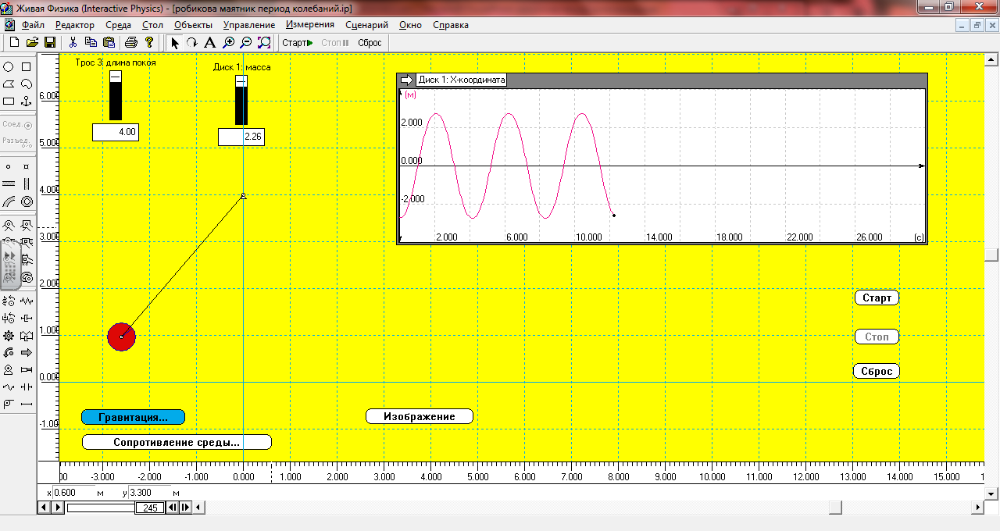 Живая Физика (Interactive Physics) - [робикова маятник период колебаний.ip]
Файл Редактор Среда Стол Объекты Управление Измерения Сценарий Окно Справка
Старт Стоп Сброс
Соед.
Разъед.
Трос 3: длина покоя
4.00
Диск 1: масса
2.26
Диск 1: X-координата
(м)
2.000
0.000
-2.000
2.000 6.000 10.000 14.000 18.000 22.000 26.000 (c)
6.000
5.000
4.000
3.000
2.000
1.000
0.000
-1.00
Старт
Стоп
Сброс
Гравитация...
Изображение
Сопротивление среды...
00 -3.000 -2.000 -1.000 0.000 1.000 2.000 3.000 4.000 5.000 6.000 7.000 8.000 9.000 10.000 11.000 12.000 13.000 14.000 15.000
x 0.600 м y 3.300 м
245